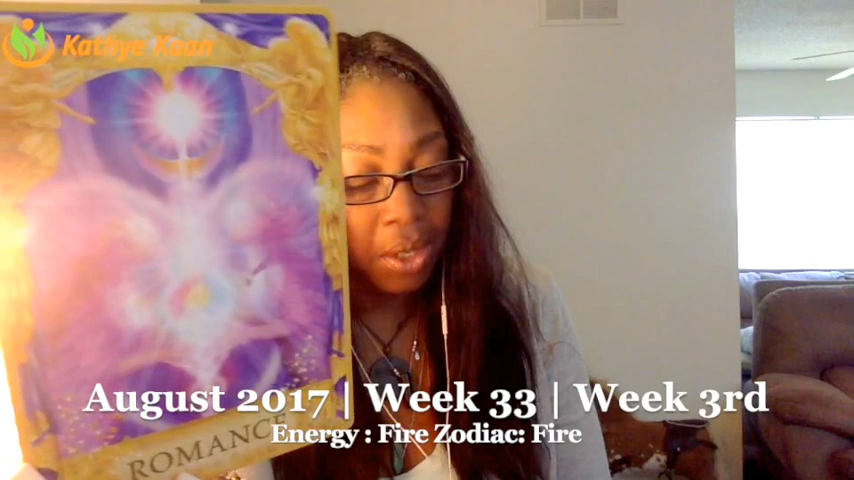 Kathye Kaan
August 2017 | Week 33 | Week 3rd
Energy : Fire Zodiac: Fire
ROMANCE